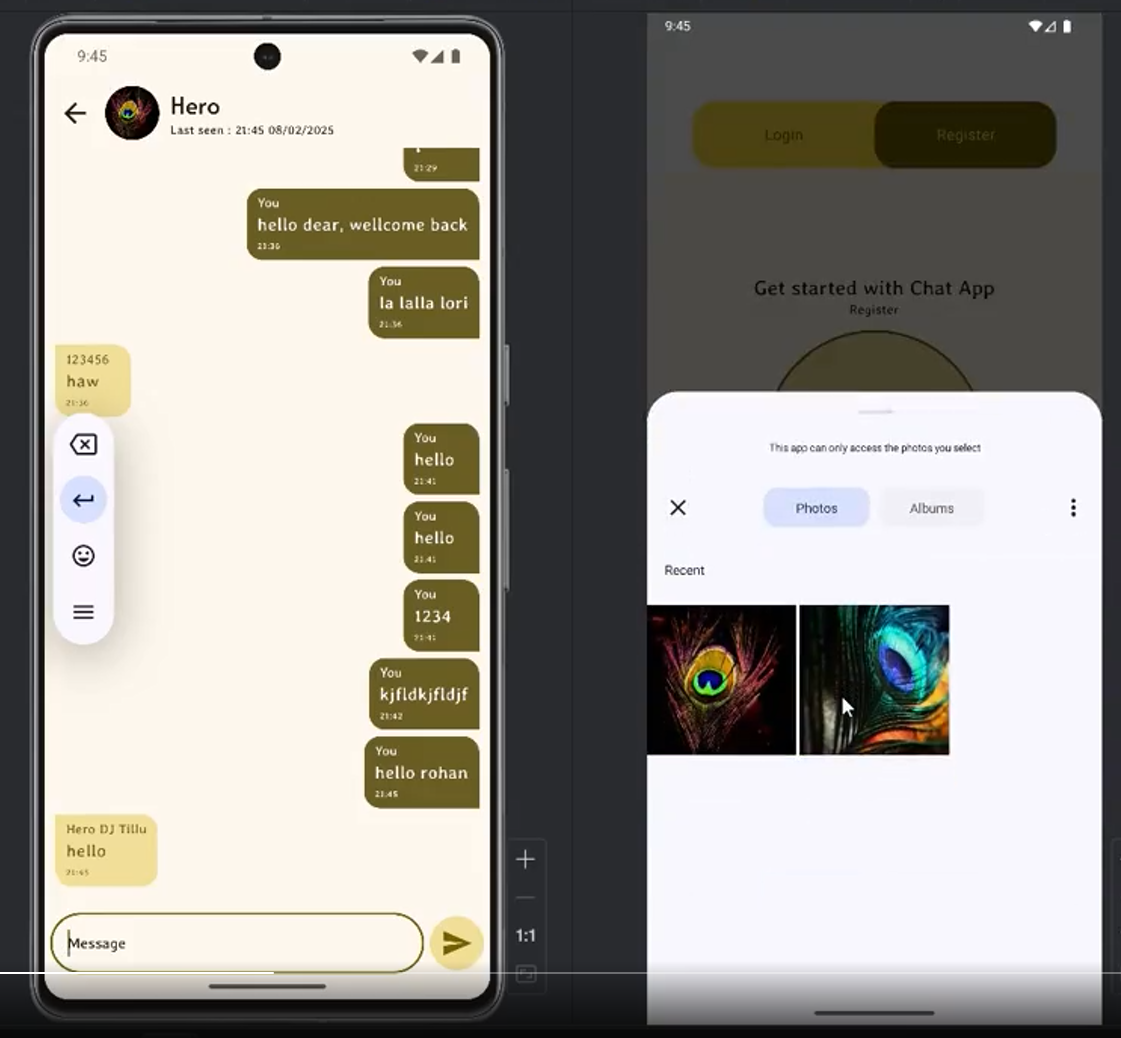 9:45
Hero
Last seen : 21:45 08/02/2025
21:29
You
hello dear, wellcome back
21:36
You
la lalla lori
21:36
123456
haw
21:36
You
hello
21:41
You
hello
21:41
You
1234
21:41
You
kjfldkjfldjf
21:42
You
hello rohan
21:45
Hero DJ Tillu
hello
21:45
Message
1:1
9:45
Login
Register
Get started with Chat App
Register
This app can only access the photos you select
Photos
Albums
Recent